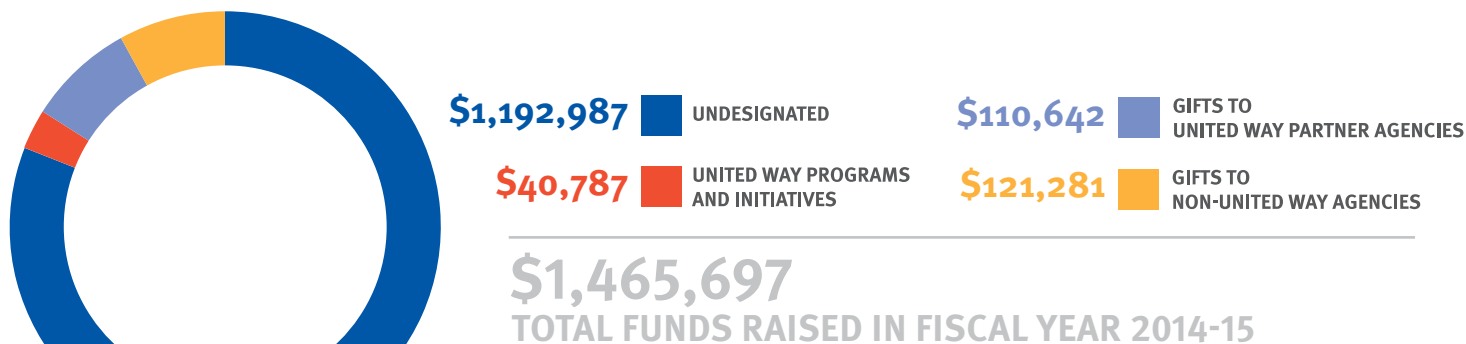 $1,192,987
UNDESIGNATED
$40,787
UNITED WAY PROGRAMS
AND INITIATIVES
$110,642
GIFTS TO
UNITED WAY PARTNER AGENCIES
$121,281
GIFTS TO
NON-UNITED WAY AGENCIES
$1,465,697
TOTAL FUNDS RAISED IN FISCAL YEAR 2014-15